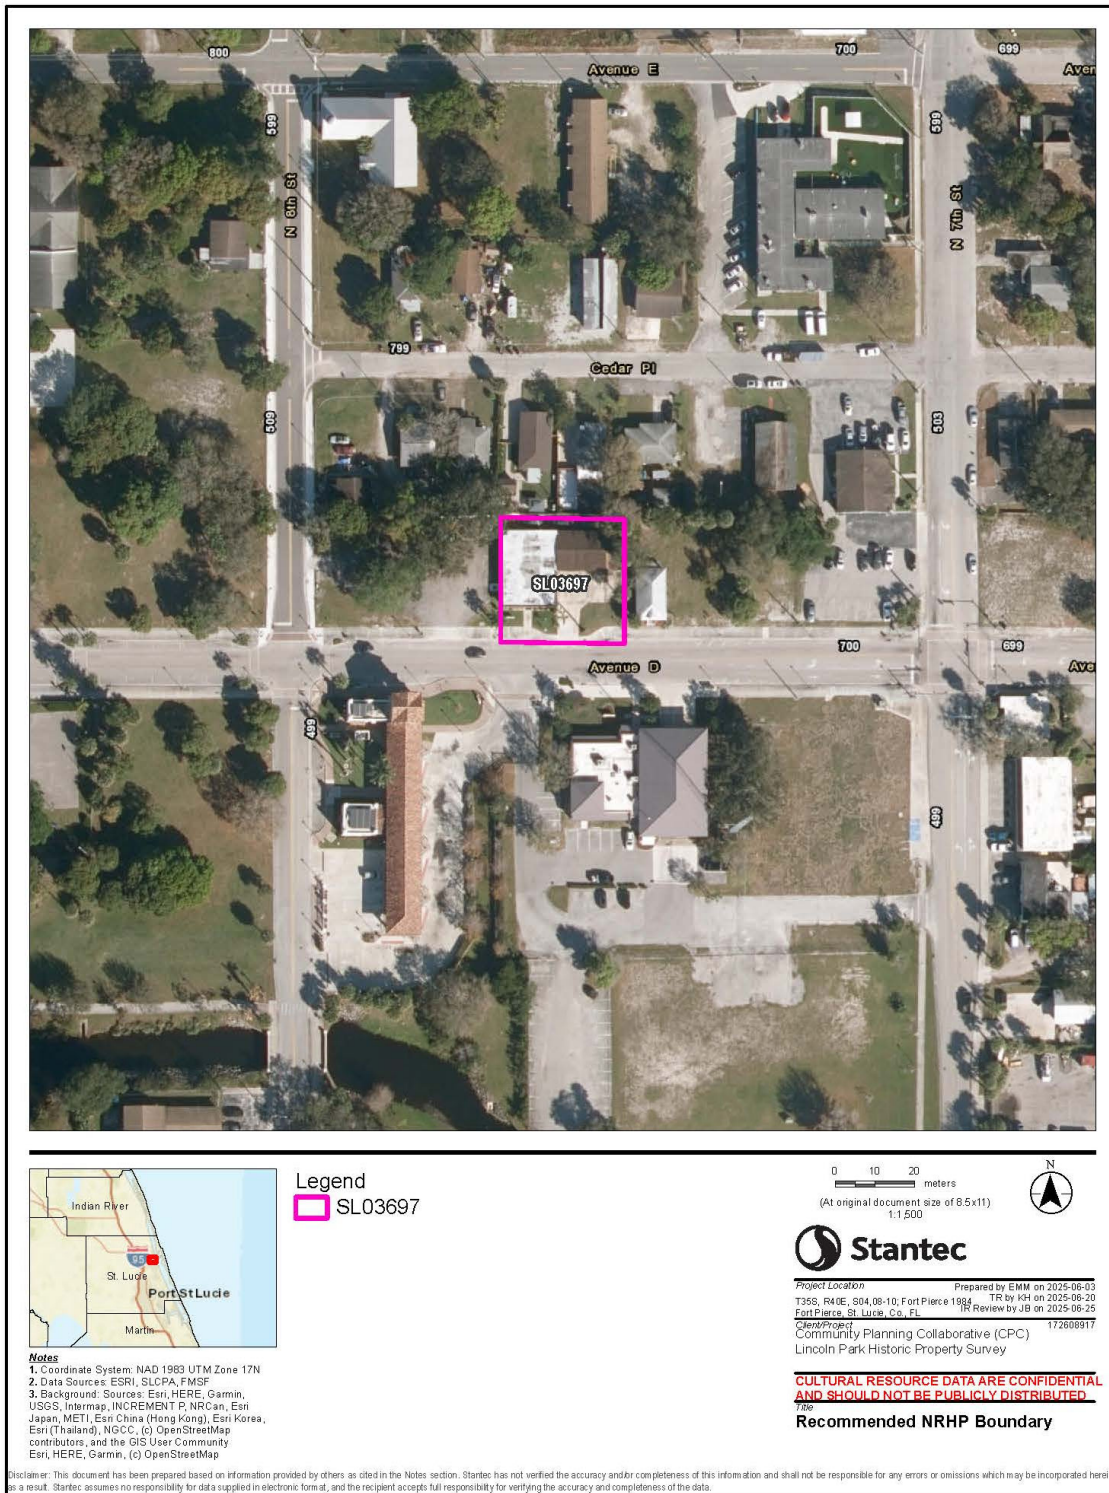 800
700
699
Avenue E
Aven
599
599
N 8th St
N 7th St
799
Cedar Pl
509
503
SL03697
700
699
Avenue D
Ave
499
499
Indian River
95
St. Lucie
Port St Lucie
Martin
Legend
SL03697
0 10 20
meters
(At original document size of 8.5x11)
1:1,500
N
Stantec
Project Location
Prepared by EMM on 2025-06-03
T35S, R40E, S04,08-10; Fort Pierce 1984
TR by KH on 2025-06-20
Fort Pierce, St. Lucie, Co., FL
IR Review by JB on 2025-06-25
Client/Project
172608917
Community Planning Collaborative (CPC)
Lincoln Park Historic Property Survey
CULTURAL RESOURCE DATA ARE CONFIDENTIAL
AND SHOULD NOT BE PUBLICLY DISTRIBUTED
Title
Recommended NRHP Boundary
Notes
1. Coordinate System: NAD 1983 UTM Zone 17N
2. Data Sources: ESRI, SLCPA, FMSF
3. Background: Sources: Esri, HERE, Garmin,
USGS, Intermap, INCREMENT P, NRCan, Esri
Japan, METI, Esri China (Hong Kong), Esri Korea,
Esri (Thailand), NGCC, (c) OpenStreetMap
contributors, and the GIS User Community
Esri, HERE, Garmin, (c) OpenStreetMap
Disclaimer: This document has been prepared based on information provided by others as cited in the Notes section. Stantec has not verified the accuracy and/or completeness of this information and shall not be responsible for any errors or omissions which may be incorporated herei
as a result. Stantec assumes no responsibility for data supplied in electronic format, and the recipient accepts full responsibility for verifying the accuracy and completeness of the data.